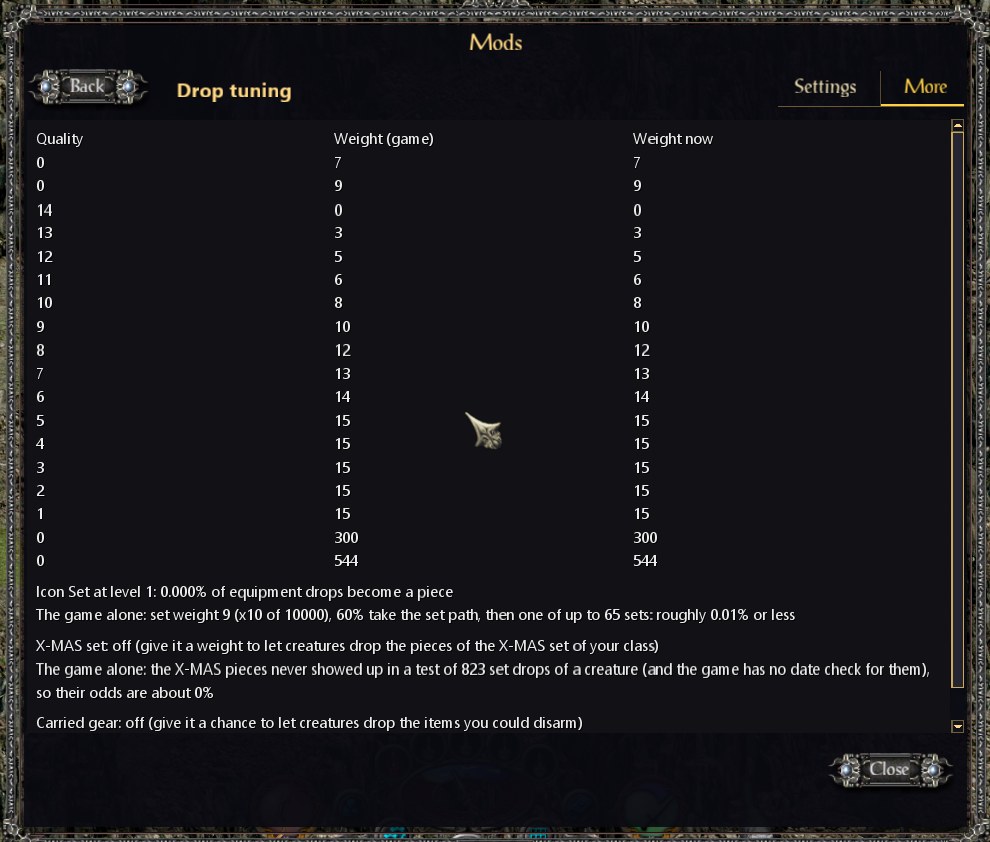 Mods
Back
Drop tuning
Settings
More
Quality Weight (game) Weight now
0 7 7
0 9 9
14 0 0
13 3 3
12 5 5
11 6 6
10 8 8
9 10 10
8 12 12
7 13 13
6 14 14
5 15 15
4 15 15
3 15 15
2 15 15
1 15 15
0 300 300
0 544 544
Icon Set at level 1: 0.000% of equipment drops become a piece
The game alone: set weight 9 (x10 of 10000), 60% take the set path, then one of up to 65 sets: roughly 0.01% or less
X-MAS set: off (give it a weight to let creatures drop the pieces of the X-MAS set of your class)
The game alone: the X-MAS pieces never showed up in a test of 823 set drops of a creature (and the game has no date check for them),
so their odds are about 0%
Carried gear: off (give it a chance to let creatures drop the items you could disarm)
Close